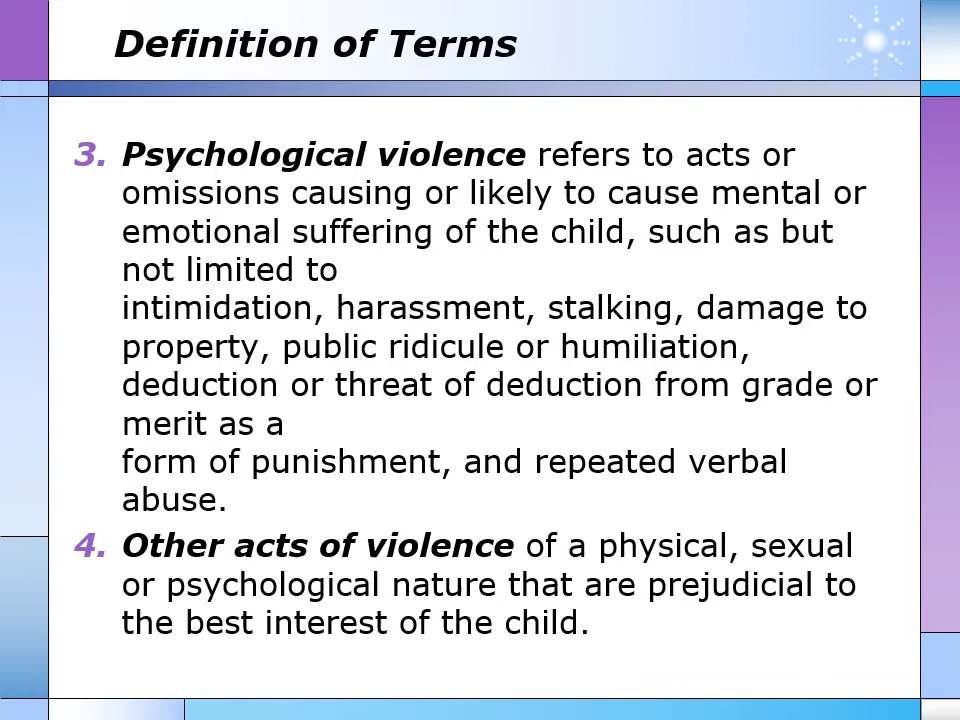 Definition of Terms
3. Psychological violence refers to acts or
omissions causing or likely to cause mental or
emotional suffering of the child, such as but
not limited to
intimidation, harassment, stalking, damage to
property, public ridicule or humiliation,
deduction or threat of deduction from grade or
merit as a
form of punishment, and repeated verbal
abuse.
4. Other acts of violence of a physical, sexual
or psychological nature that are prejudicial to
the best interest of the child.